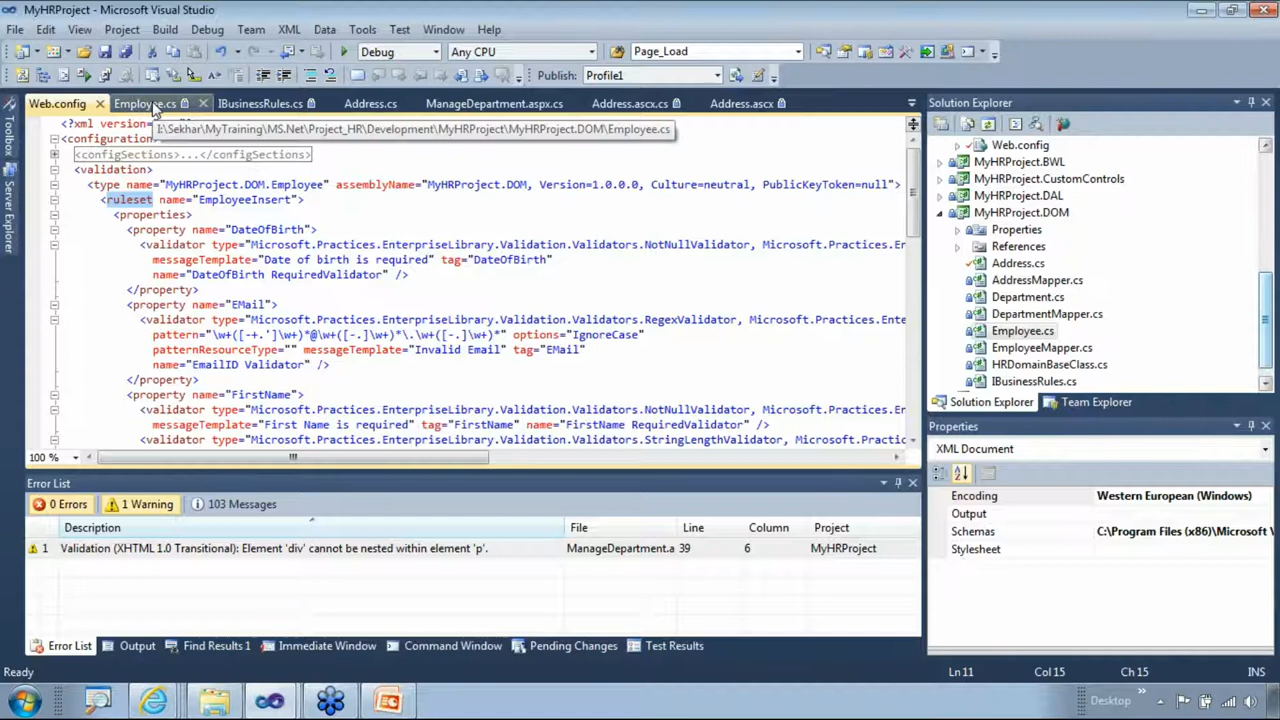 MyHRProject - Microsoft Visual Studio
File Edit View Project Build Debug Team XML Data Tools Test Window Help
Debug Any CPU Page_Load
Publish: Profile1
Web.config Employee.cs IBusinessRules.cs Address.cs ManageDepartment.aspx.cs Address.ascx.cs Address.ascx
I:\Sekhar\MyTraining\MS.Net\Project_HR\Development\MyHRProject\MyHRProject.DOM\Employee.cs
Toolbox
Server Explorer
<?xml version=
<configuration>
<configSections>...</configSections>
<validation>
<type name="MyHRProject.DOM.Employee" assemblyName="MyHRProject.DOM, Version=1.0.0.0, Culture=neutral, PublicKeyToken=null">
<ruleset name="EmployeeInsert">
<properties>
<property name="DateOfBirth">
<validator type="Microsoft.Practices.EnterpriseLibrary.Validation.Validators.NotNullValidator, Microsoft.Practices.Er
messageTemplate="Date of birth is required" tag="DateOfBirth"
name="DateOfBirth RequiredValidator" />
</property>
<property name="EMail">
<validator type="Microsoft.Practices.EnterpriseLibrary.Validation.Validators.RegexValidator, Microsoft.Practices.Ente
pattern="\w+([-+.']\w+)*@\w+([-.]\w+)*\.\w+([-.]\w+)*" options="IgnoreCase"
patternResourceType="" messageTemplate="Invalid Email" tag="EMail"
name="EmailID Validator" />
</property>
<property name="FirstName">
<validator type="Microsoft.Practices.EnterpriseLibrary.Validation.Validators.NotNullValidator, Microsoft.Practices.Er
messageTemplate="First Name is required" tag="FirstName" name="FirstName RequiredValidator" />
<validator type="Microsoft.Practices.EnterpriseLibrary.Validation.Validators.StringLengthValidator, Microsoft.Practic
100 %
Solution Explorer
Web.config
MyHRProject.BWL
MyHRProject.CustomControls
MyHRProject.DAL
MyHRProject.DOM
Properties
References
Address.cs
AddressMapper.cs
Department.cs
DepartmentMapper.cs
Employee.cs
EmployeeMapper.cs
HRDomainBaseClass.cs
IBusinessRules.cs
Solution Explorer Team Explorer
Properties
XML Document
Encoding Western European (Windows)
Output
Schemas C:\Program Files (x86)\Microsoft V
Stylesheet
Error List
0 Errors 1 Warning 103 Messages
Description File Line Column Project
1 Validation (XHTML 1.0 Transitional): Element 'div' cannot be nested within element 'p'. ManageDepartment.a 39 6 MyHRProject
Error List Output Find Results 1 Immediate Window Command Window Pending Changes Test Results
Ready Ln 11 Col 15 Ch 15 INS
Desktop